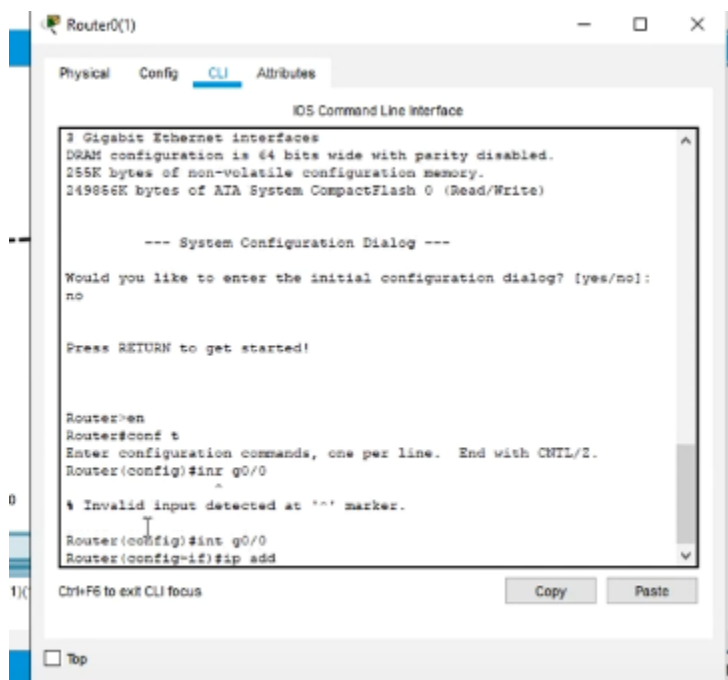 Router0(1)
Physical Config CLI Attributes
IOS Command Line Interface
3 Gigabit Ethernet interfaces
DRAM configuration is 64 bits wide with parity disabled.
255K bytes of non-volatile configuration memory.
249856K bytes of ATA System CompactFlash 0 (Read/Write)
--- System Configuration Dialog ---
Would you like to enter the initial configuration dialog? [yes/no]:
no
Press RETURN to get started!
Router>en
Router#conf t
Enter configuration commands, one per line. End with CNTL/Z.
Router(config)#inr g0/0
^
% Invalid input detected at '^' marker.
Router(config)#int g0/0
Router(config-if)#ip add
Ctrl+F6 to exit CLI focus
Copy Paste
Top